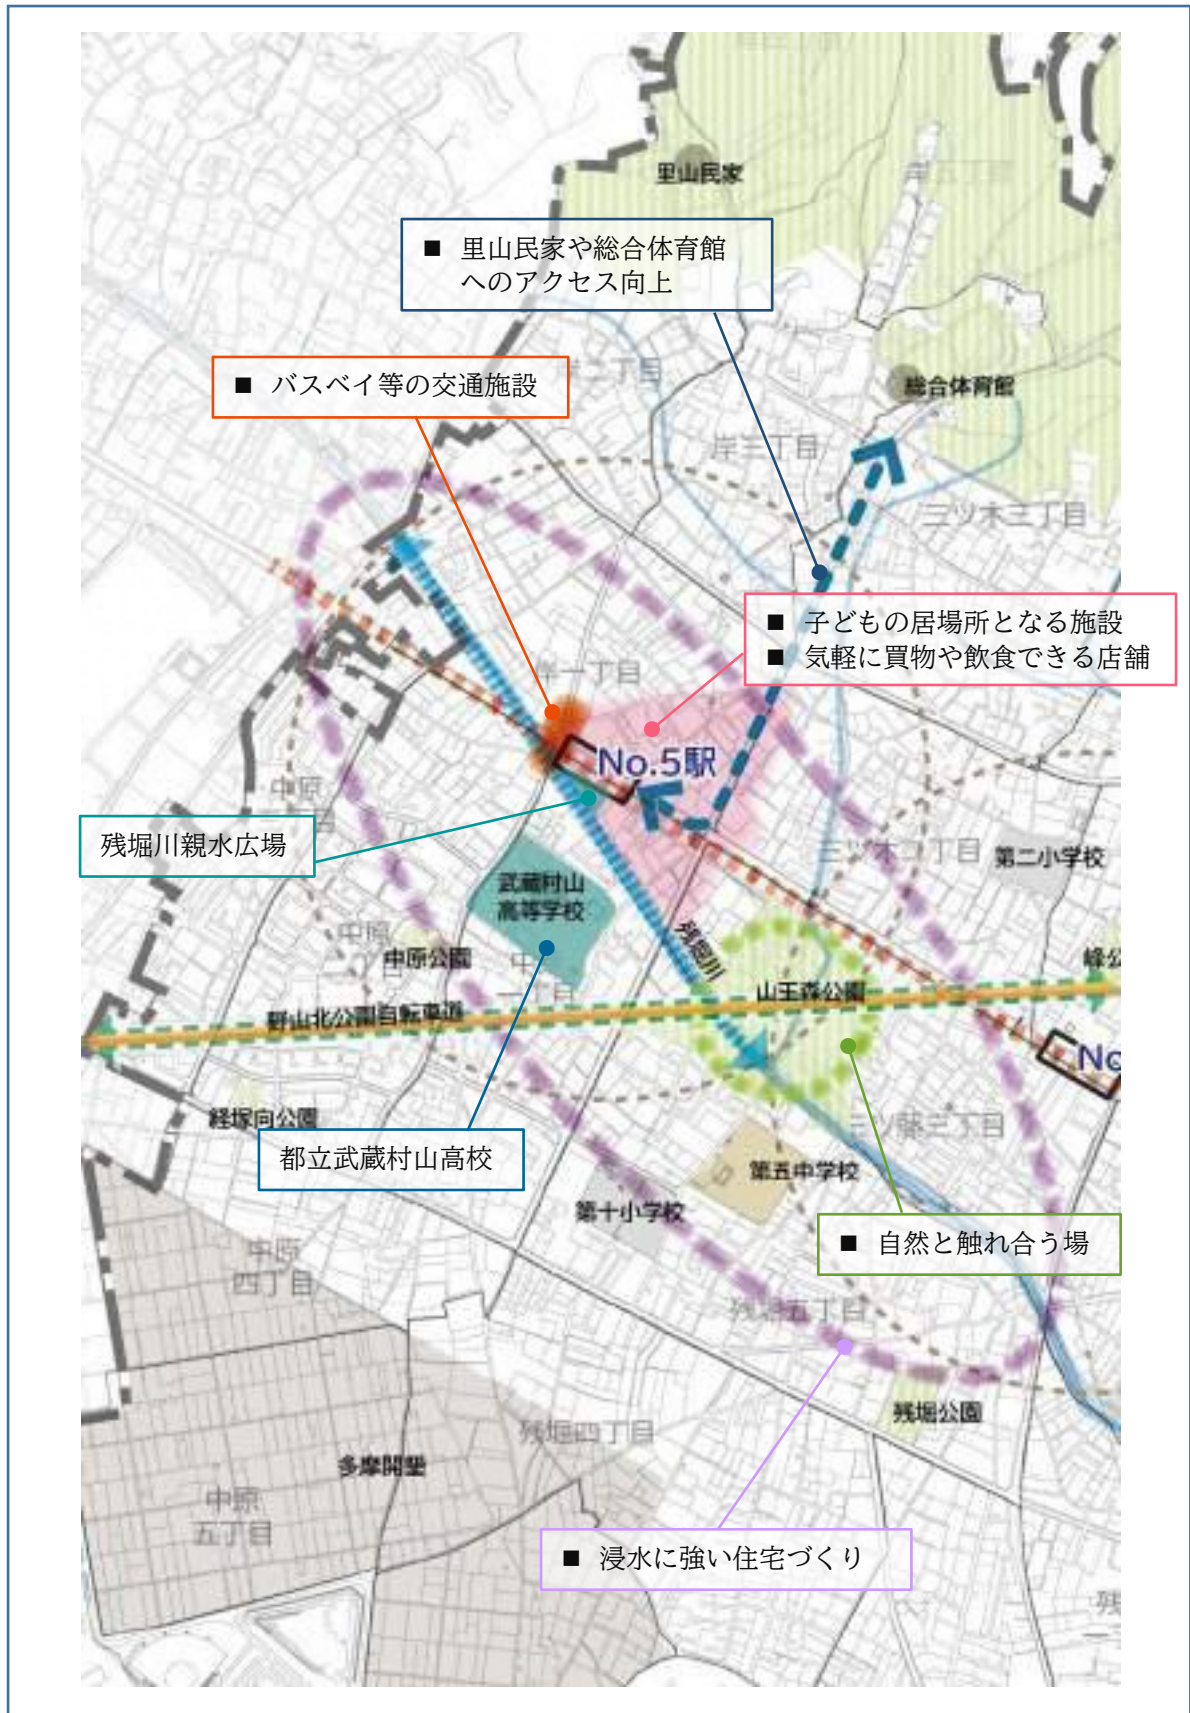 里山民家
■ 里山民家や総合体育館
へのアクセス向上
■ バスベイ等の交通施設
総合体育館
岸三丁目
三ツ木三丁目
■ 子どもの居場所となる施設
■ 気軽に買物や飲食できる店舗
岸一丁目
No.5駅
中原
残堀川親水広場
第二小学校
武蔵村山
高等学校
中原
中原公園
残堀川
山王森公園
野山北公園自転車道
No
経塚向公園
三ツ藤三丁目
都立武蔵村山高校
第五中学校
第十小学校
■ 自然と触れ合う場
中原
四丁目
残堀五丁目
残堀公園
残堀四丁目
多摩開墾
中原
五丁目
■ 浸水に強い住宅づくり